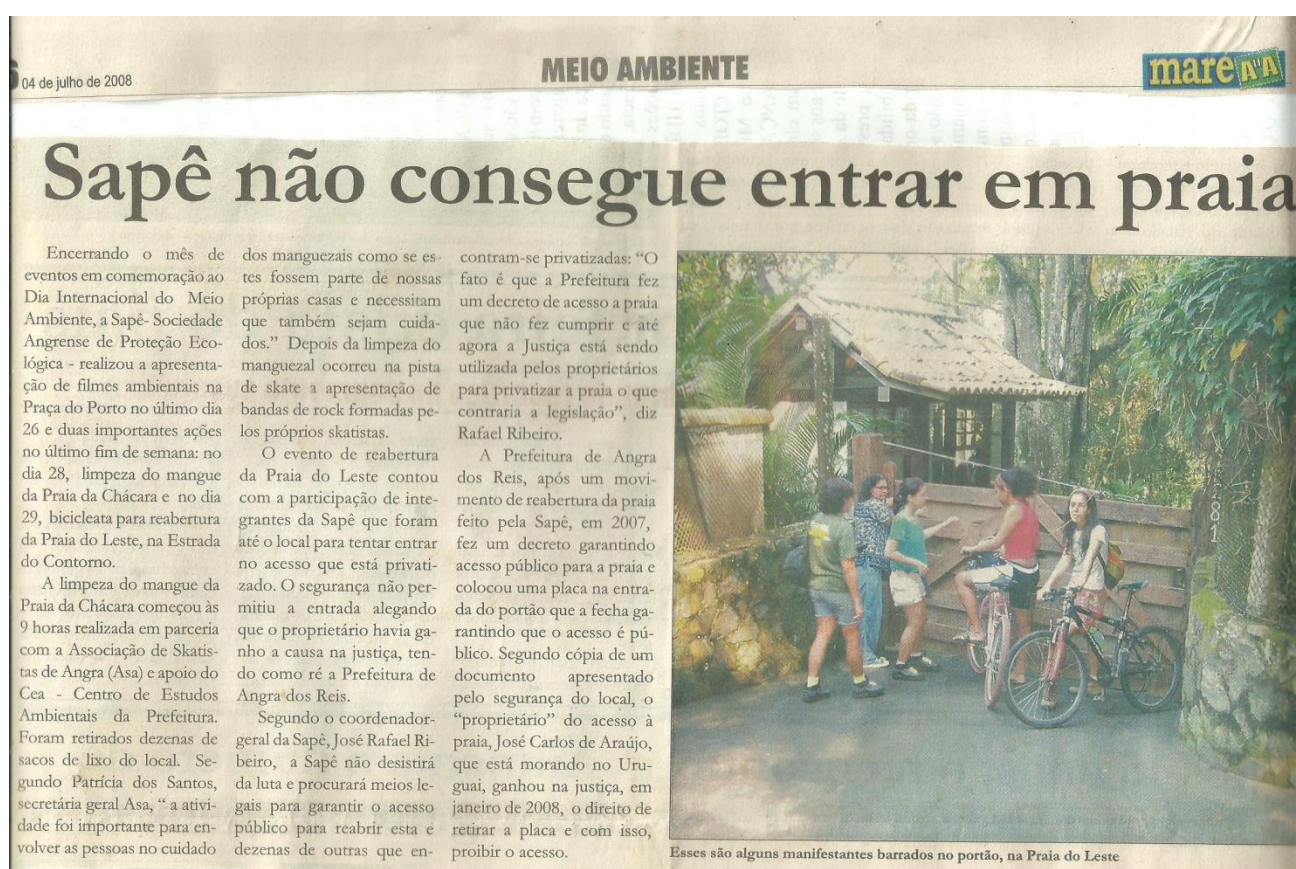 04 de julho de 2008
MEIO AMBIENTE
maré A"A
Sapê não consegue entrar em praia
Encerrando o mês de
eventos em comemoração ao
Dia Internacional do Meio
Ambiente, a Sapê- Sociedade
Angrense de Proteção Eco-
lógica - realizou a apresenta-
ção de filmes ambientais na
Praça do Porto no último dia
26 e duas importantes ações
no último fim de semana: no
dia 28, limpeza do mangue
da Praia da Chácara e no dia
29, bicicleata para reabertura
da Praia do Leste, na Estrada
do Contorno.
A limpeza do mangue da
Praia da Chácara começou às
9 horas realizada em parceria
com a Associação de Skatis-
tas de Angra (Asa) e apoio do
Cea - Centro de Estudos
Ambientais da Prefeitura.
Foram retirados dezenas de
sacos de lixo do local. Se-
gundo Patrícia dos Santos,
secretária geral Asa, “ a ativi-
dade foi importante para en-
volver as pessoas no cuidado
dos manguezais como se es-
tes fossem parte de nossas
próprias casas e necessitam
que também sejam cuida-
dos.” Depois da limpeza do
manguezal ocorreu na pista
de skate a apresentação de
bandas de rock formadas pe-
los próprios skatistas.
O evento de reabertura
da Praia do Leste contou
com a participação de inte-
grantes da Sapê que foram
até o local para tentar entrar
no acesso que está privati-
zado. O segurança não per-
mitiu a entrada alegando
que o proprietário havia ga-
nho a causa na justiça, ten-
do como ré a Prefeitura de
Angra dos Reis.
Segundo o coordenador-
geral da Sapê, José Rafael Ri-
beiro, a Sapê não desistirá
da luta e procurará meios le-
gais para garantir o acesso
público para reabrir esta e
dezenas de outras que en-
contram-se privatizadas: “O
fato é que a Prefeitura fez
um decreto de acesso a praia
que não fez cumprir e até
agora a Justiça está sendo
utilizada pelos proprietários
para privatizar a praia o que
contraria a legislação”, diz
Rafael Ribeiro.
A Prefeitura de Angra
dos Reis, após um movi-
mento de reabertura da praia
feito pela Sapê, em 2007,
fez um decreto garantindo
acesso público para a praia e
colocou uma placa na entra-
da do portão que a fecha ga-
rantindo que o acesso é pú-
blico. Segundo cópia de um
documento apresentado
pelo segurança do local, o
“proprietário” do acesso à
praia, José Carlos de Araújo,
que está morando no Uru-
guai, ganhou na justiça, em
janeiro de 2008, o direito de
retirar a placa e com isso,
proibir o acesso.
Esses são alguns manifestantes barrados no portão, na Praia do Leste